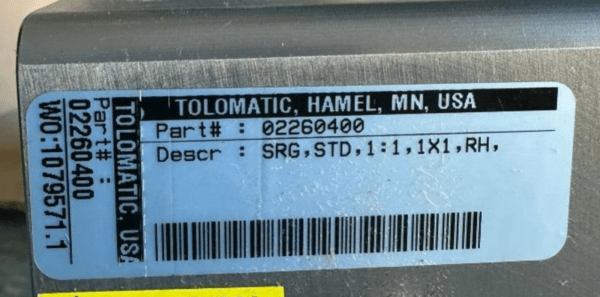 TOLOMATIC, HAMEL, MN, USA
Part# : 02260400
Descr : SRG,STD,1:1,1X1,RH,
TOLOMATIC, USA
Part# :
02260400
WO:1079571.1